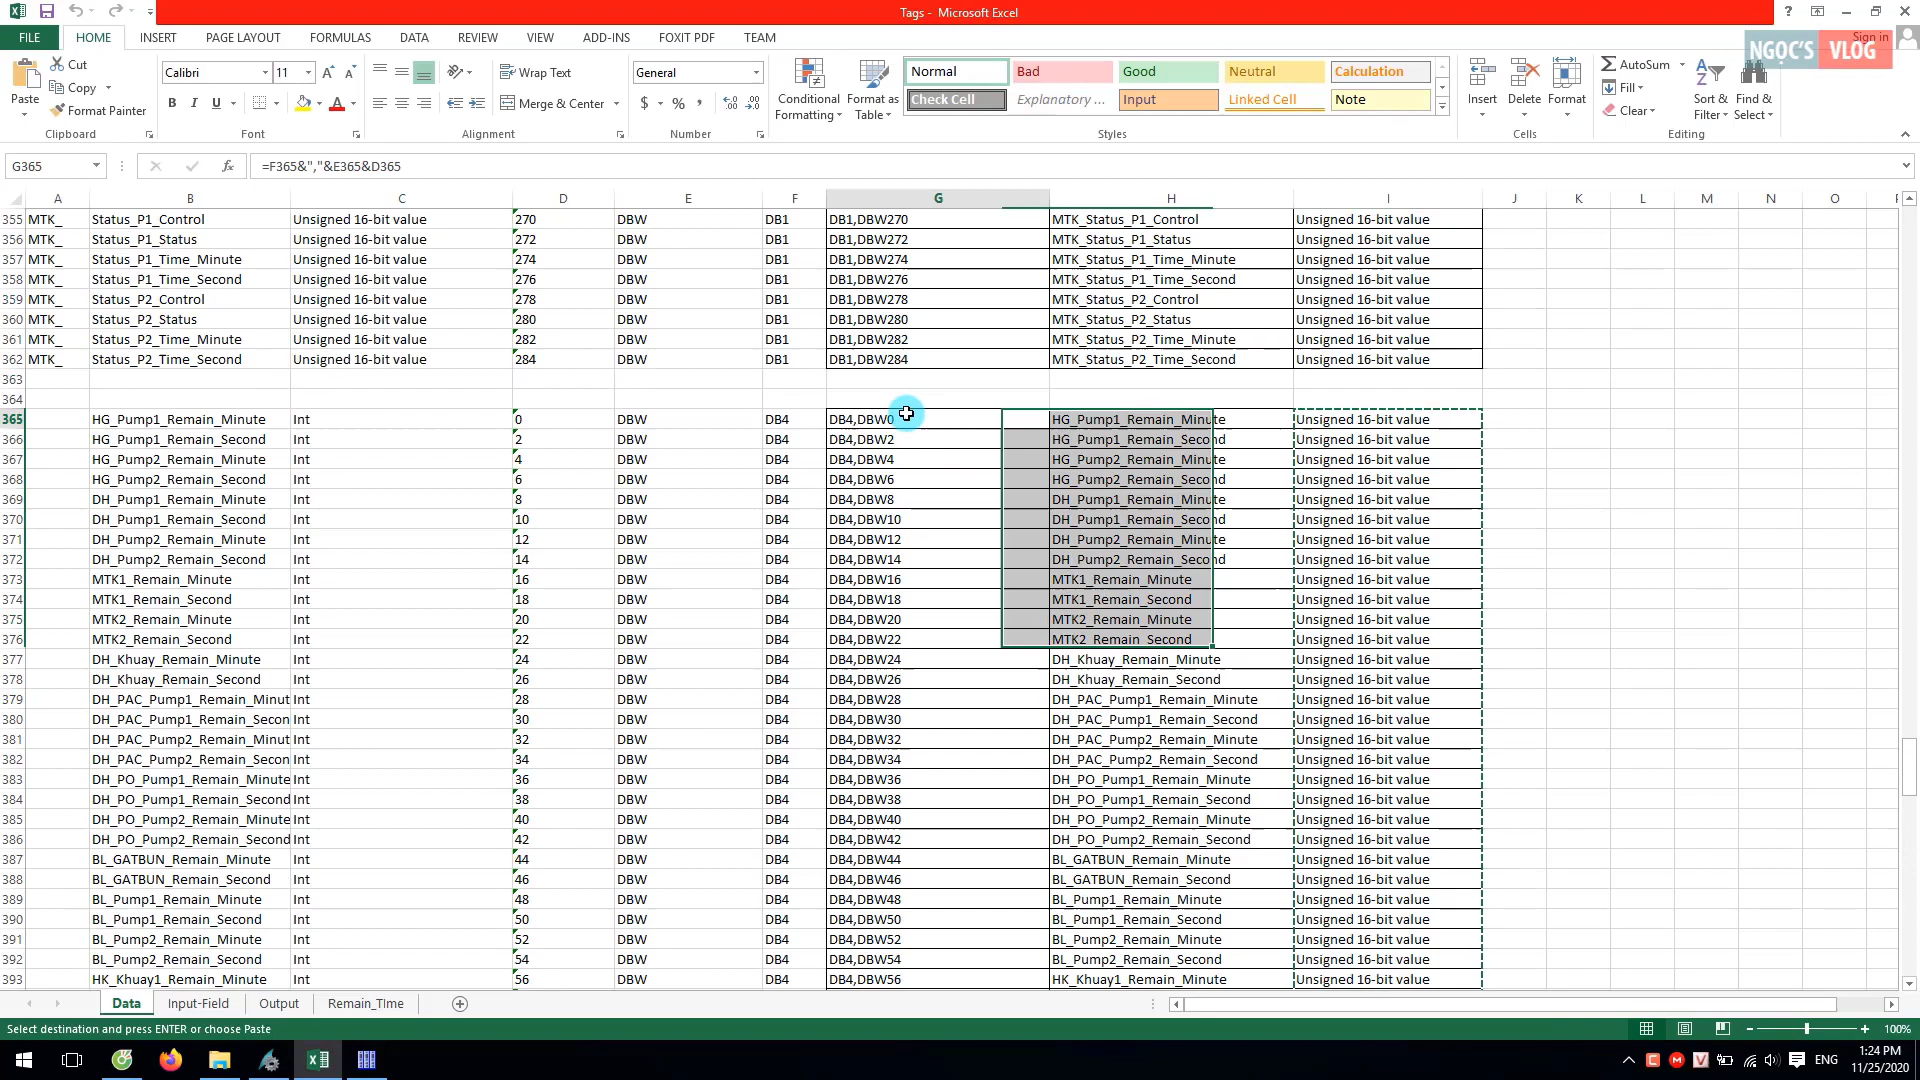 Tags - Microsoft Excel
Sign in
NGỌC'S VLOG
FILE HOME INSERT PAGE LAYOUT FORMULAS DATA REVIEW VIEW ADD-INS FOXIT PDF TEAM
Cut
Copy
Format Painter
Paste
Calibri 11
B I U
Wrap Text
Merge & Center
General
$ % ,
Conditional Formatting
Format as Table
Normal Bad Good Neutral Calculation
Check Cell Explanatory ... Input Linked Cell Note
Insert Delete Format
AutoSum
Fill
Clear
Sort & Filter
Find & Select
Clipboard Font Alignment Number Styles Cells Editing
G365 fx =F365&","&E365&D365
A B C D E F G H I J K L M N O
355 MTK_ Status_P1_Control Unsigned 16-bit value 270 DBW DB1 DB1,DBW270 MTK_Status_P1_Control Unsigned 16-bit value
356 MTK_ Status_P1_Status Unsigned 16-bit value 272 DBW DB1 DB1,DBW272 MTK_Status_P1_Status Unsigned 16-bit value
357 MTK_ Status_P1_Time_Minute Unsigned 16-bit value 274 DBW DB1 DB1,DBW274 MTK_Status_P1_Time_Minute Unsigned 16-bit value
358 MTK_ Status_P1_Time_Second Unsigned 16-bit value 276 DBW DB1 DB1,DBW276 MTK_Status_P1_Time_Second Unsigned 16-bit value
359 MTK_ Status_P2_Control Unsigned 16-bit value 278 DBW DB1 DB1,DBW278 MTK_Status_P2_Control Unsigned 16-bit value
360 MTK_ Status_P2_Status Unsigned 16-bit value 280 DBW DB1 DB1,DBW280 MTK_Status_P2_Status Unsigned 16-bit value
361 MTK_ Status_P2_Time_Minute Unsigned 16-bit value 282 DBW DB1 DB1,DBW282 MTK_Status_P2_Time_Minute Unsigned 16-bit value
362 MTK_ Status_P2_Time_Second Unsigned 16-bit value 284 DBW DB1 DB1,DBW284 MTK_Status_P2_Time_Second Unsigned 16-bit value
363
364
365 HG_Pump1_Remain_Minute Int 0 DBW DB4 DB4,DBW0 HG_Pump1_Remain_Minute Unsigned 16-bit value
366 HG_Pump1_Remain_Second Int 2 DBW DB4 DB4,DBW2 HG_Pump1_Remain_Second Unsigned 16-bit value
367 HG_Pump2_Remain_Minute Int 4 DBW DB4 DB4,DBW4 HG_Pump2_Remain_Minute Unsigned 16-bit value
368 HG_Pump2_Remain_Second Int 6 DBW DB4 DB4,DBW6 HG_Pump2_Remain_Second Unsigned 16-bit value
369 DH_Pump1_Remain_Minute Int 8 DBW DB4 DB4,DBW8 DH_Pump1_Remain_Minute Unsigned 16-bit value
370 DH_Pump1_Remain_Second Int 10 DBW DB4 DB4,DBW10 DH_Pump1_Remain_Second Unsigned 16-bit value
371 DH_Pump2_Remain_Minute Int 12 DBW DB4 DB4,DBW12 DH_Pump2_Remain_Minute Unsigned 16-bit value
372 DH_Pump2_Remain_Second Int 14 DBW DB4 DB4,DBW14 DH_Pump2_Remain_Second Unsigned 16-bit value
373 MTK1_Remain_Minute Int 16 DBW DB4 DB4,DBW16 MTK1_Remain_Minute Unsigned 16-bit value
374 MTK1_Remain_Second Int 18 DBW DB4 DB4,DBW18 MTK1_Remain_Second Unsigned 16-bit value
375 MTK2_Remain_Minute Int 20 DBW DB4 DB4,DBW20 MTK2_Remain_Minute Unsigned 16-bit value
376 MTK2_Remain_Second Int 22 DBW DB4 DB4,DBW22 MTK2_Remain_Second Unsigned 16-bit value
377 DH_Khuay_Remain_Minute Int 24 DBW DB4 DB4,DBW24 DH_Khuay_Remain_Minute Unsigned 16-bit value
378 DH_Khuay_Remain_Second Int 26 DBW DB4 DB4,DBW26 DH_Khuay_Remain_Second Unsigned 16-bit value
379 DH_PAC_Pump1_Remain_Minut Int 28 DBW DB4 DB4,DBW28 DH_PAC_Pump1_Remain_Minute Unsigned 16-bit value
380 DH_PAC_Pump1_Remain_Secon Int 30 DBW DB4 DB4,DBW30 DH_PAC_Pump1_Remain_Second Unsigned 16-bit value
381 DH_PAC_Pump2_Remain_Minut Int 32 DBW DB4 DB4,DBW32 DH_PAC_Pump2_Remain_Minute Unsigned 16-bit value
382 DH_PAC_Pump2_Remain_Secon Int 34 DBW DB4 DB4,DBW34 DH_PAC_Pump2_Remain_Second Unsigned 16-bit value
383 DH_PO_Pump1_Remain_Minute Int 36 DBW DB4 DB4,DBW36 DH_PO_Pump1_Remain_Minute Unsigned 16-bit value
384 DH_PO_Pump1_Remain_Second Int 38 DBW DB4 DB4,DBW38 DH_PO_Pump1_Remain_Second Unsigned 16-bit value
385 DH_PO_Pump2_Remain_Minute Int 40 DBW DB4 DB4,DBW40 DH_PO_Pump2_Remain_Minute Unsigned 16-bit value
386 DH_PO_Pump2_Remain_Second Int 42 DBW DB4 DB4,DBW42 DH_PO_Pump2_Remain_Second Unsigned 16-bit value
387 BL_GATBUN_Remain_Minute Int 44 DBW DB4 DB4,DBW44 BL_GATBUN_Remain_Minute Unsigned 16-bit value
388 BL_GATBUN_Remain_Second Int 46 DBW DB4 DB4,DBW46 BL_GATBUN_Remain_Second Unsigned 16-bit value
389 BL_Pump1_Remain_Minute Int 48 DBW DB4 DB4,DBW48 BL_Pump1_Remain_Minute Unsigned 16-bit value
390 BL_Pump1_Remain_Second Int 50 DBW DB4 DB4,DBW50 BL_Pump1_Remain_Second Unsigned 16-bit value
391 BL_Pump2_Remain_Minute Int 52 DBW DB4 DB4,DBW52 BL_Pump2_Remain_Minute Unsigned 16-bit value
392 BL_Pump2_Remain_Second Int 54 DBW DB4 DB4,DBW54 BL_Pump2_Remain_Second Unsigned 16-bit value
393 HK_Khuay1_Remain_Minute Int 56 DBW DB4 DB4,DBW56 HK_Khuay1_Remain_Minute Unsigned 16-bit value
Data Input-Field Output Remain_TIme
Select destination and press ENTER or choose Paste
100%
ENG
1:24 PM
11/25/2020